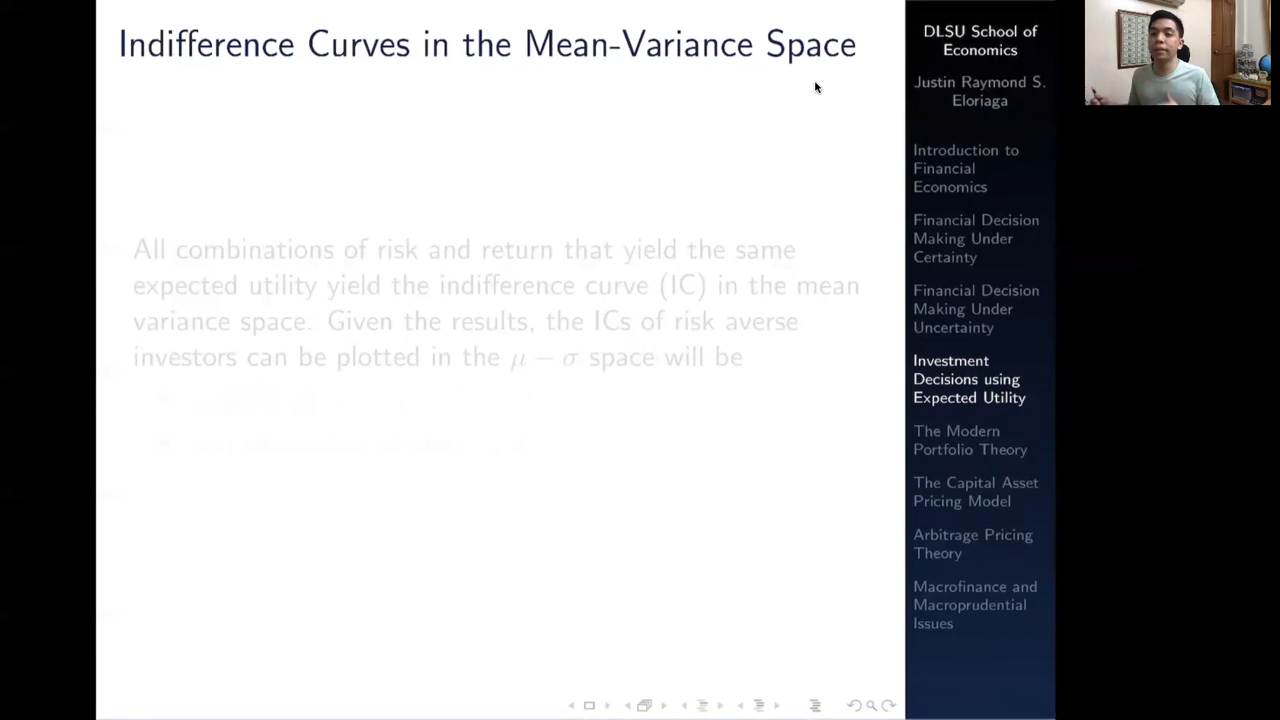 Indifference Curves in the Mean-Variance Space
All combinations of risk and return that yield the same
expected utility yield the indifference curve (IC) in the mean
variance space. Given the results, the ICs of risk averse
investors can be plotted in the μ − σ space will be
DLSU School of
Economics
Justin Raymond S.
Eloriaga
Introduction to
Financial
Economics
Financial Decision
Making Under
Certainty
Financial Decision
Making Under
Uncertainty
Investment
Decisions using
Expected Utility
The Modern
Portfolio Theory
The Capital Asset
Pricing Model
Arbitrage Pricing
Theory
Macrofinance and
Macroprudential
Issues